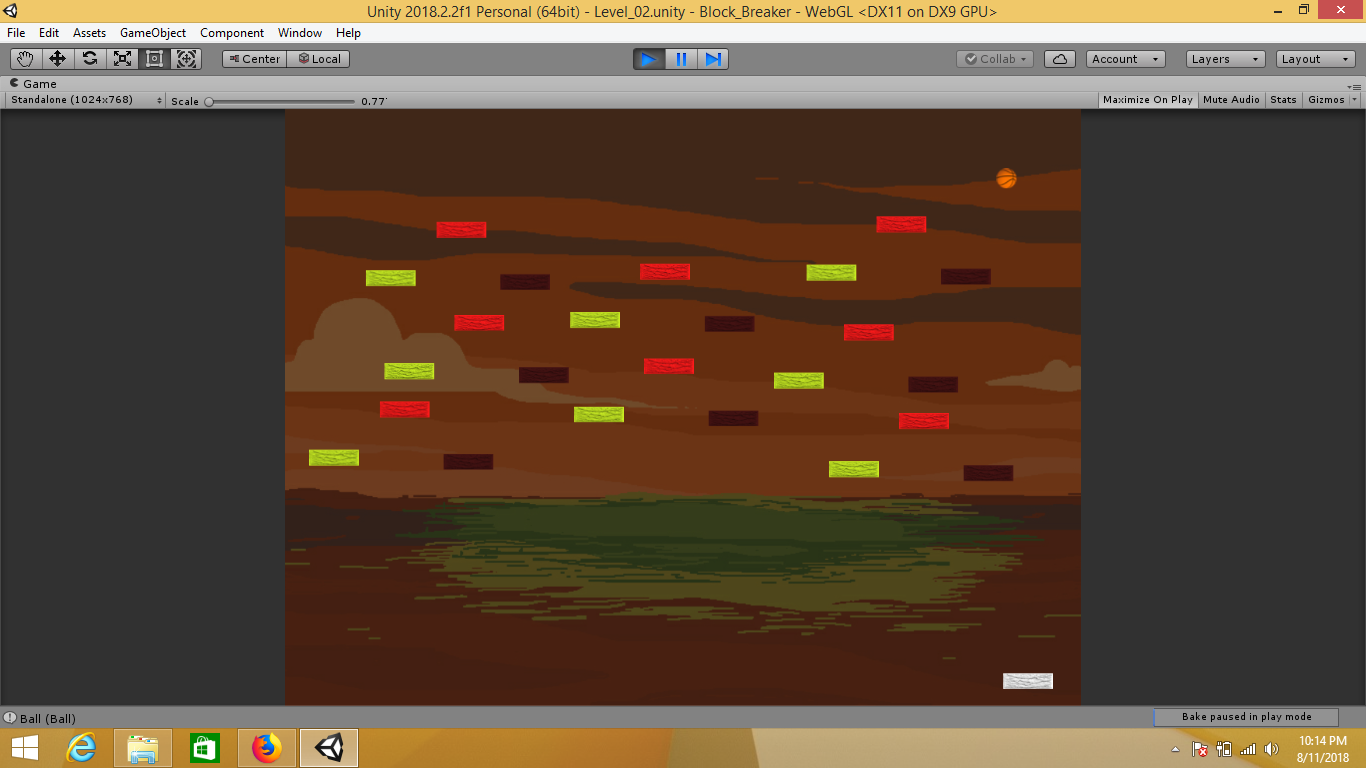 Unity 2018.2.2f1 Personal (64bit) - Level_02.unity - Block_Breaker - WebGL <DX11 on DX9 GPU>
File Edit Assets GameObject Component Window Help
Center Local Collab Account Layers Layout
Game
Standalone (1024x768) Scale 0.77 Maximize On Play Mute Audio Stats Gizmos
Ball (Ball) Bake paused in play mode
10:14 PM
8/11/2018